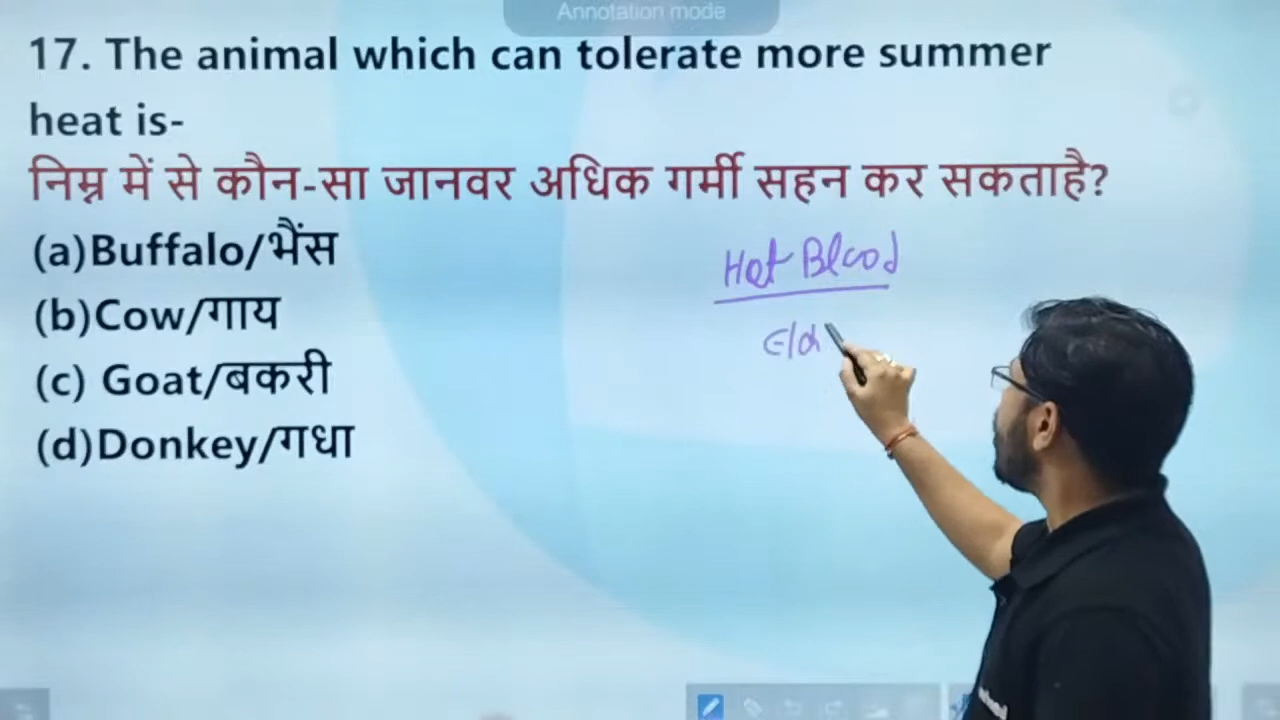 Annotation mode
17. The animal which can tolerate more summer
heat is-
निम्न में से कौन-सा जानवर अधिक गर्मी सहन कर सकताहै?
(a)Buffalo/भैंस
(b)Cow/गाय
(c) Goat/बकरी
(d)Donkey/गधा
Hot Blood